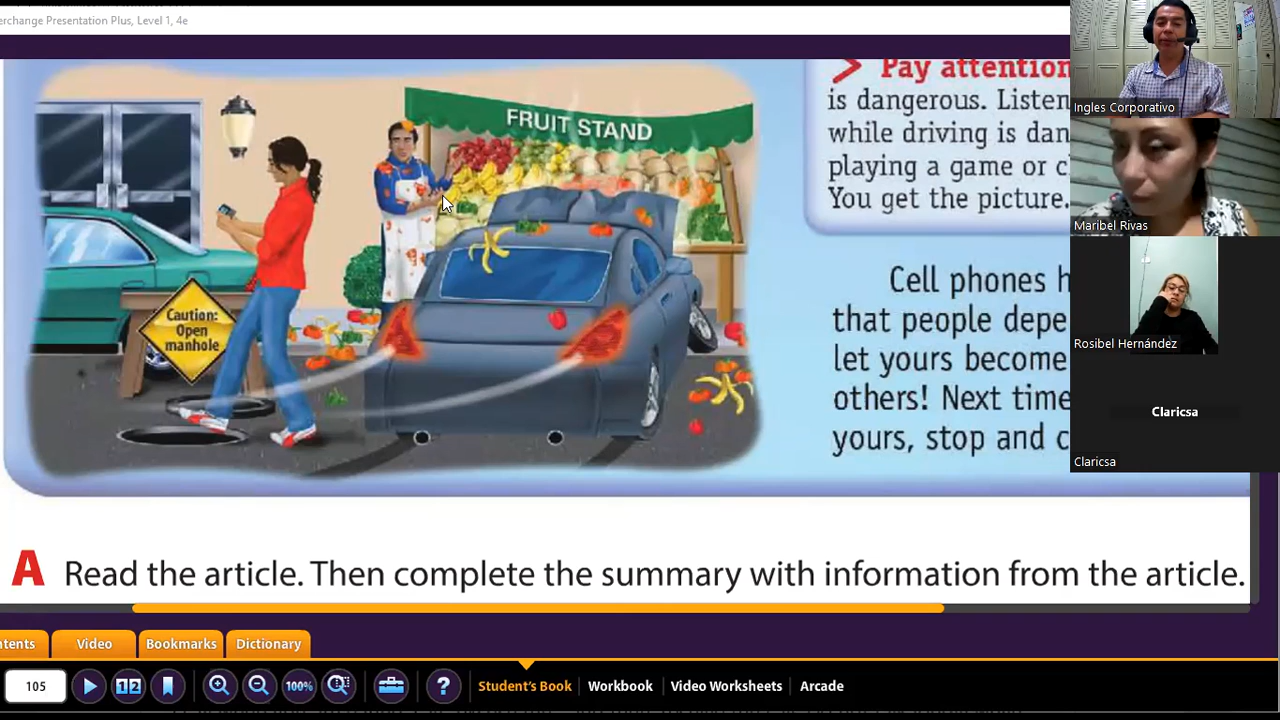 erchange Presentation Plus, Level 1, 4e
FRUIT STAND
Caution:
Open
manhole
> Pay attention
is dangerous. Listen
while driving is dan
playing a game or c
You get the picture.
Cell phones h
that people depe
let yours become
others! Next time
yours, stop and c
Ingles Corporativo
Maribel Rivas
Rosibel Hernández
Claricsa
Claricsa
A Read the article. Then complete the summary with information from the article.
ntents Video Bookmarks Dictionary
105 12 100% ? Student's Book Workbook Video Worksheets Arcade